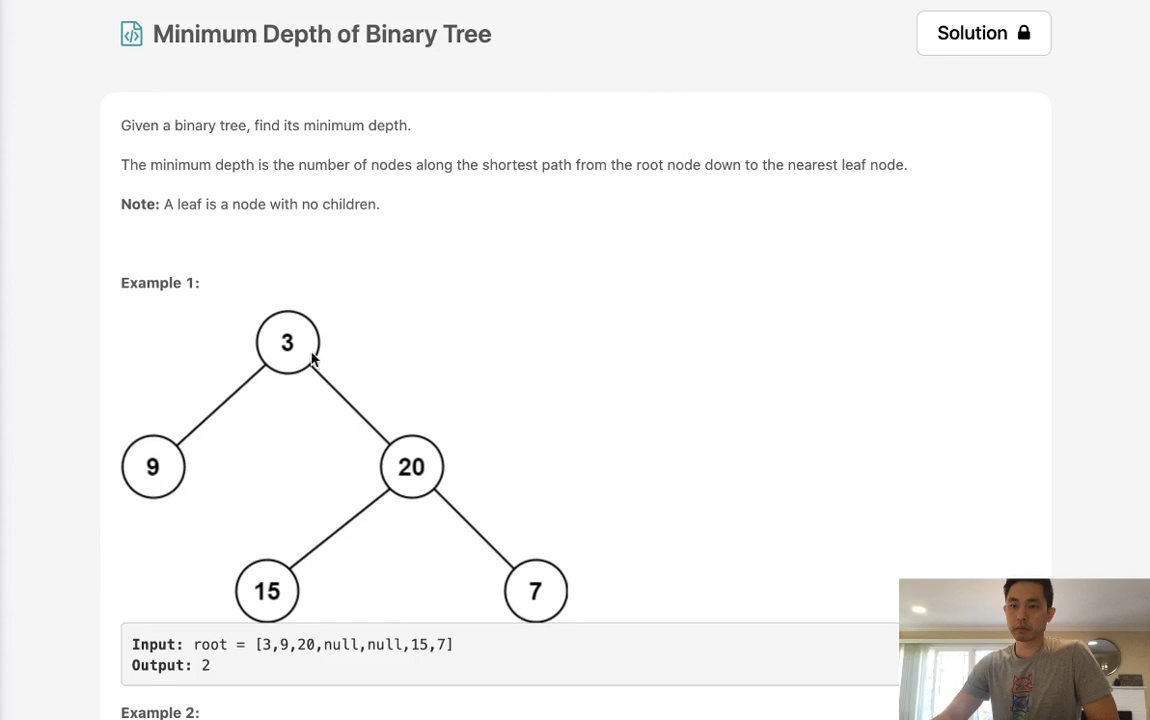 Minimum Depth of Binary Tree
Solution
Given a binary tree, find its minimum depth.
The minimum depth is the number of nodes along the shortest path from the root node down to the nearest leaf node.
Note: A leaf is a node with no children.
Example 1:
3
9
20
15
7
Input: root = [3,9,20,null,null,15,7]
Output: 2
Example 2: